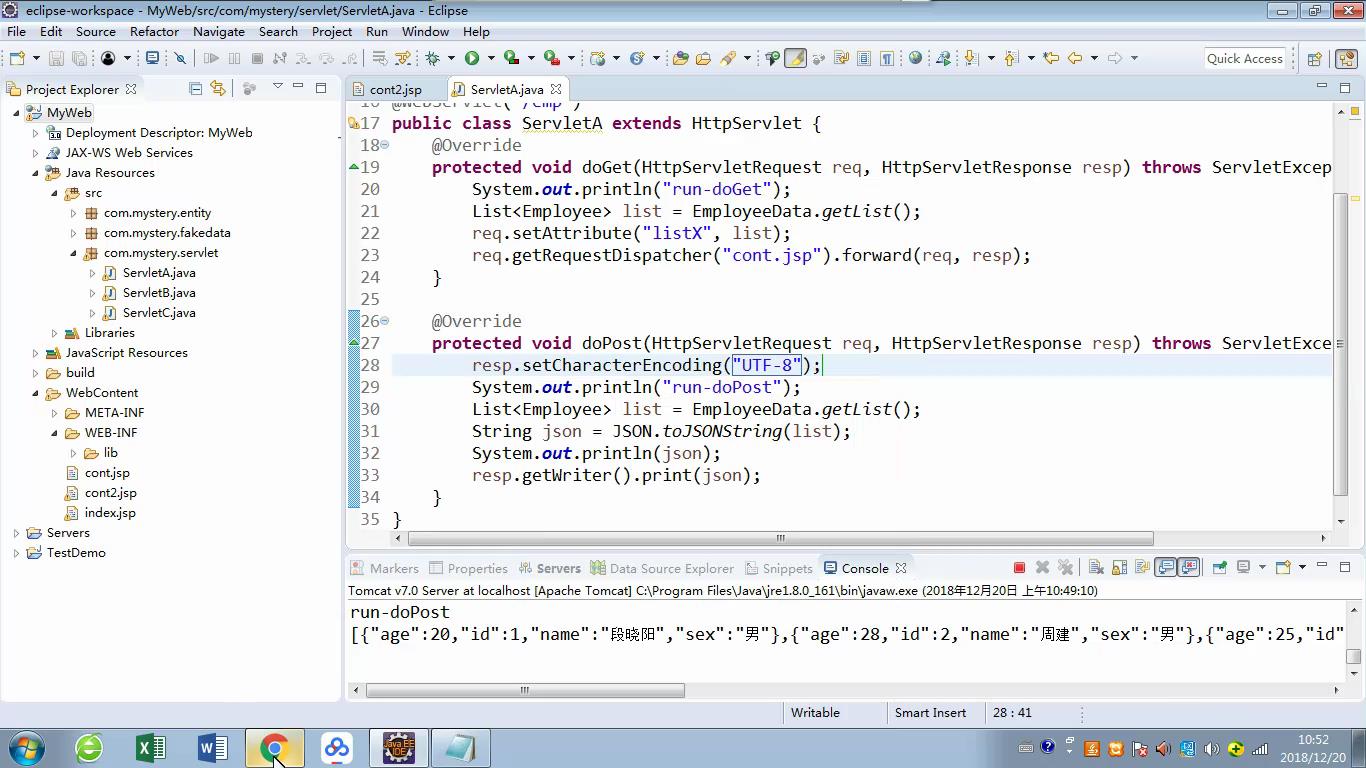 eclipse-workspace - MyWeb/src/com/mystery/servlet/ServletA.java - Eclipse
File Edit Source Refactor Navigate Search Project Run Window Help
Quick Access
Project Explorer
MyWeb
Deployment Descriptor: MyWeb
JAX-WS Web Services
Java Resources
src
com.mystery.entity
com.mystery.fakedata
com.mystery.servlet
ServletA.java
ServletB.java
ServletC.java
Libraries
JavaScript Resources
build
WebContent
META-INF
WEB-INF
lib
cont.jsp
cont2.jsp
index.jsp
Servers
TestDemo
cont2.jsp ServletA.java
16 @WebServlet("/emp")
17 public class ServletA extends HttpServlet {
18 @Override
19 protected void doGet(HttpServletRequest req, HttpServletResponse resp) throws ServletExcep
20 System.out.println("run-doGet");
21 List<Employee> list = EmployeeData.getList();
22 req.setAttribute("listX", list);
23 req.getRequestDispatcher("cont.jsp").forward(req, resp);
24 }
25
26 @Override
27 protected void doPost(HttpServletRequest req, HttpServletResponse resp) throws ServletExce
28 resp.setCharacterEncoding("UTF-8");
29 System.out.println("run-doPost");
30 List<Employee> list = EmployeeData.getList();
31 String json = JSON.toJSONString(list);
32 System.out.println(json);
33 resp.getWriter().print(json);
34 }
35 }
Markers Properties Servers Data Source Explorer Snippets Console
Tomcat v7.0 Server at localhost [Apache Tomcat] C:\Program Files\Java\jre1.8.0_161\bin\javaw.exe (2018年12月20日 上午10:49:10)
run-doPost
[{"age":20,"id":1,"name":"段晓阳","sex":"男"},{"age":28,"id":2,"name":"周建","sex":"男"},{"age":25,"id"
Writable Smart Insert 28 : 41
Java EE
IDE
10:52
2018/12/20